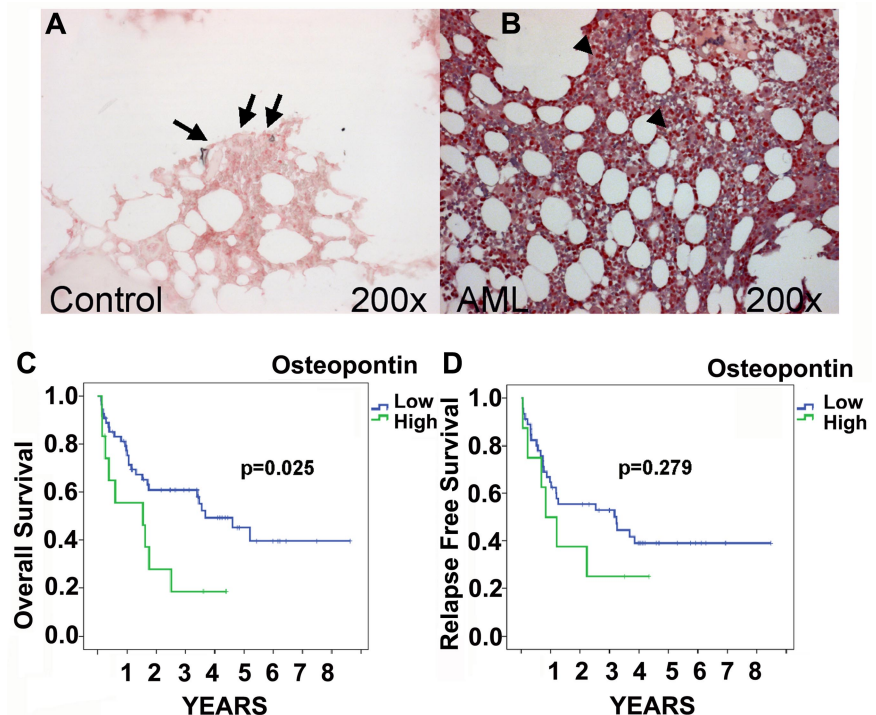 A
B
Control 200x
AML 200x
C
Osteopontin
Low
High
p=0.025
Overall Survival
1.0
0.8
0.6
0.4
0.2
0.0
1 2 3 4 5 6 7 8
YEARS
D
Osteopontin
Low
High
p=0.279
Relapse Free Survival
1.0
0.8
0.6
0.4
0.2
0.0
1 2 3 4 5 6 7 8
YEARS